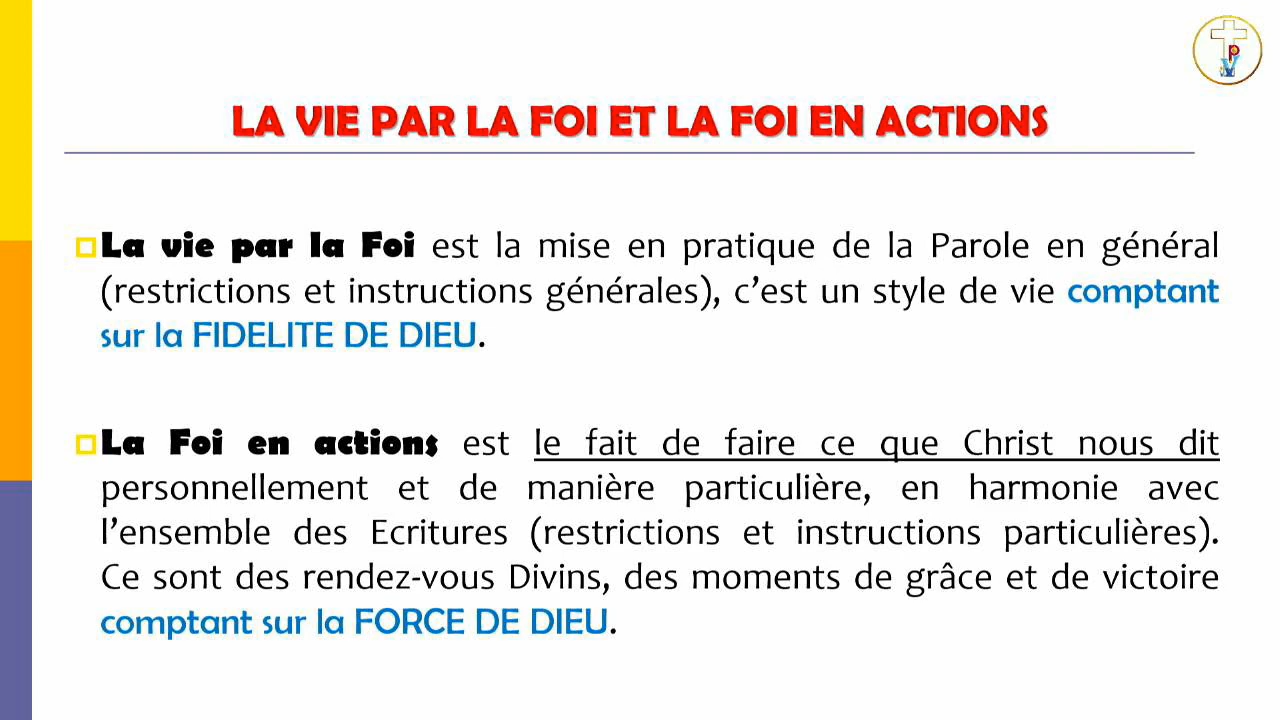 LA VIE PAR LA FOI ET LA FOI EN ACTIONS
La vie par la Foi est la mise en pratique de la Parole en général
(restrictions et instructions générales), c’est un style de vie comptant
sur la FIDELITE DE DIEU.
La Foi en actions est le fait de faire ce que Christ nous dit
personnellement et de manière particulière, en harmonie avec
l’ensemble des Ecritures (restrictions et instructions particulières).
Ce sont des rendez-vous Divins, des moments de grâce et de victoire
comptant sur la FORCE DE DIEU.